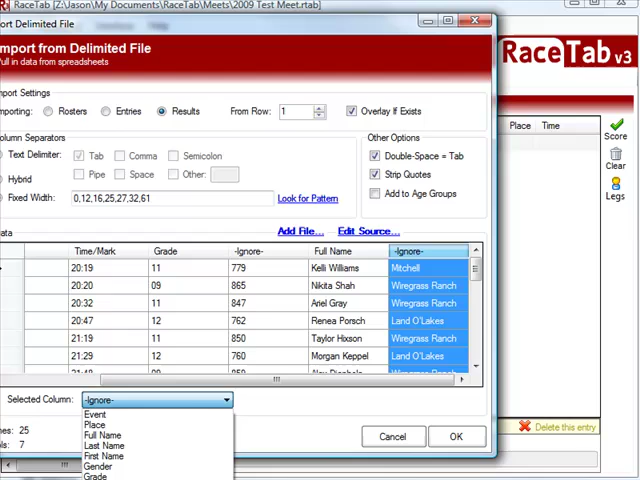 RaceTab [Z:\Jason\My Documents\RaceTab\Meets\2009 Test Meet.rtab]
ort Delimited File
mport from Delimited File
ull in data from spreadsheets
RaceTab v3
port Settings
mporting:
Rosters
Entries
Results
From Row:
1
Overlay If Exists
olumn Separators
Text Delimiter:
Tab
Comma
Semicolon
Pipe
Space
Other:
Hybrid
Fixed Width:
0,12,16,25,27,32,61
Look for Pattern
Other Options
Double-Space = Tab
Strip Quotes
Add to Age Groups
Add File...
Edit Source...
ata
Time/Mark Grade -Ignore- Full Name -Ignore-
20:19 11 779 Kelli Williams Mitchell
20:20 09 865 Nikita Shah Wiregrass Ranch
20:32 11 847 Ariel Gray Wiregrass Ranch
20:47 12 762 Renea Porsch Land O'Lakes
21:19 11 850 Taylor Hixson Wiregrass Ranch
21:29 12 760 Morgan Keppel Land O'Lakes
Selected Column:
-Ignore-
Event
Place
Full Name
Last Name
First Name
Gender
Grade
nes: 25
ols: 7
Cancel
OK
Place
Time
Score
Clear
Legs
Delete this entry